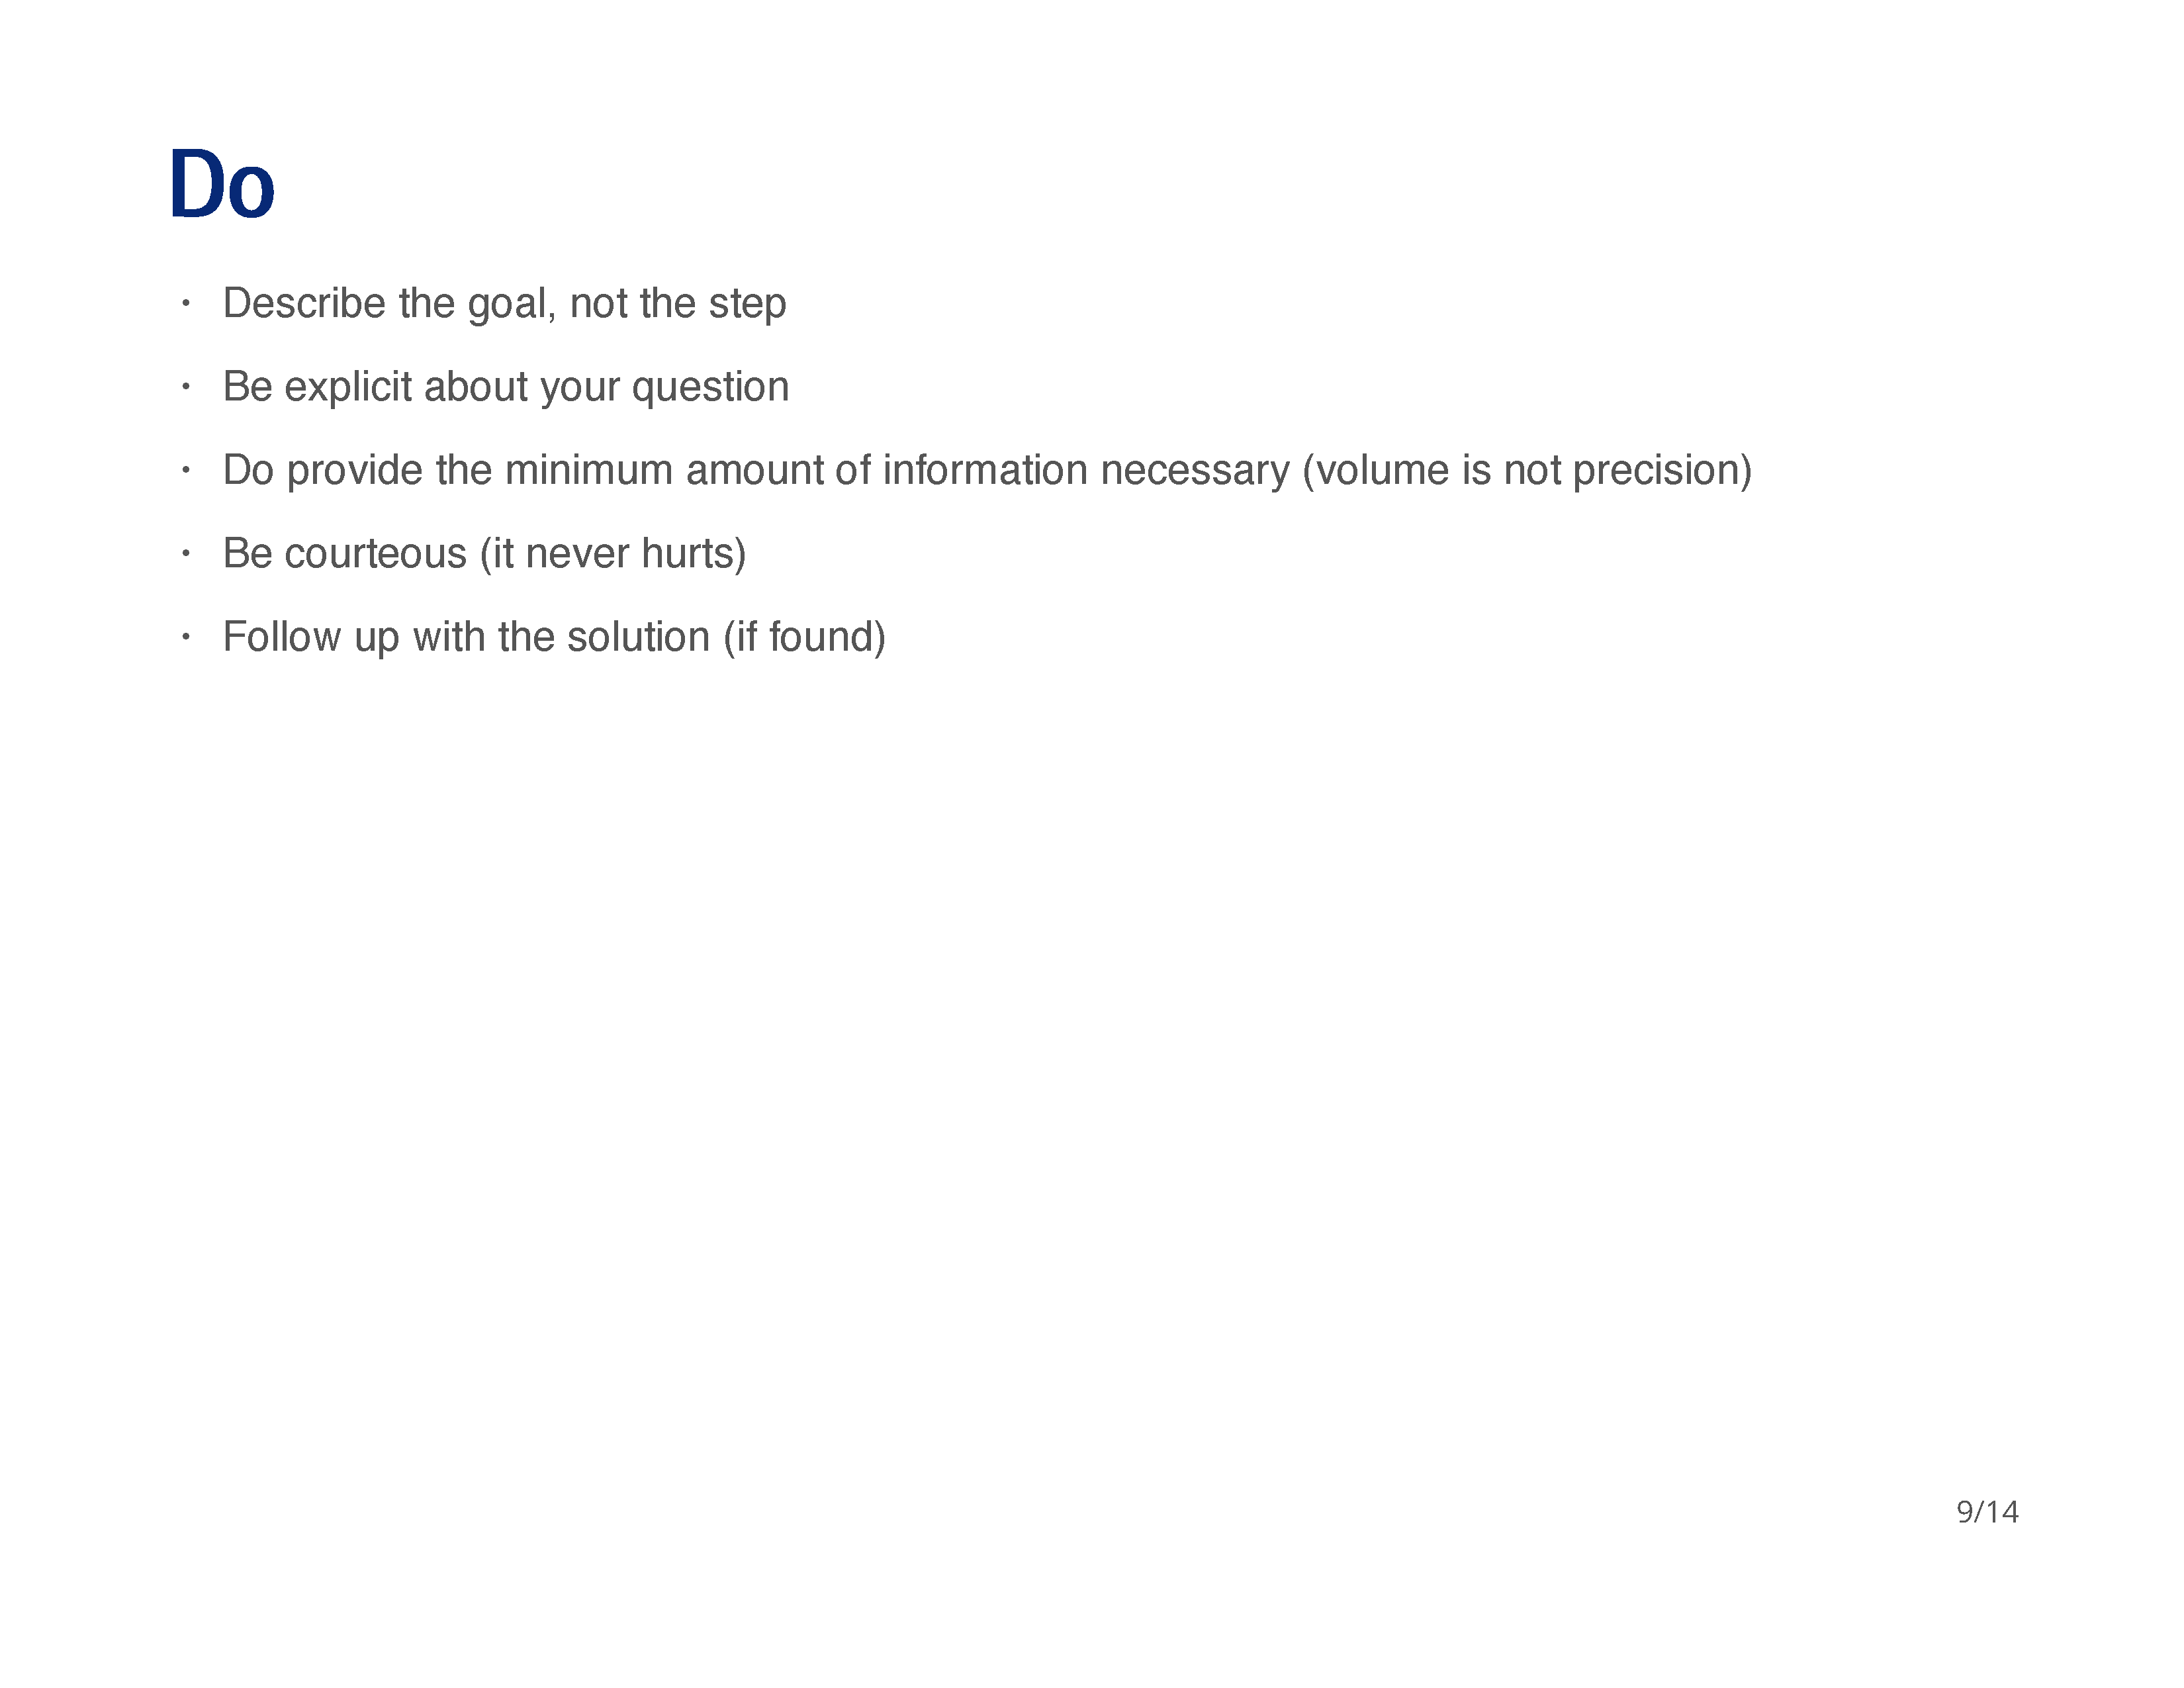 Do
· Describe the goal, not the step
· Be explicit about your question
· Do provide the minimum amount of information necessary (volume is not precision)
· Be courteous (it never hurts)
· Follow up with the solution (if found)
9/14